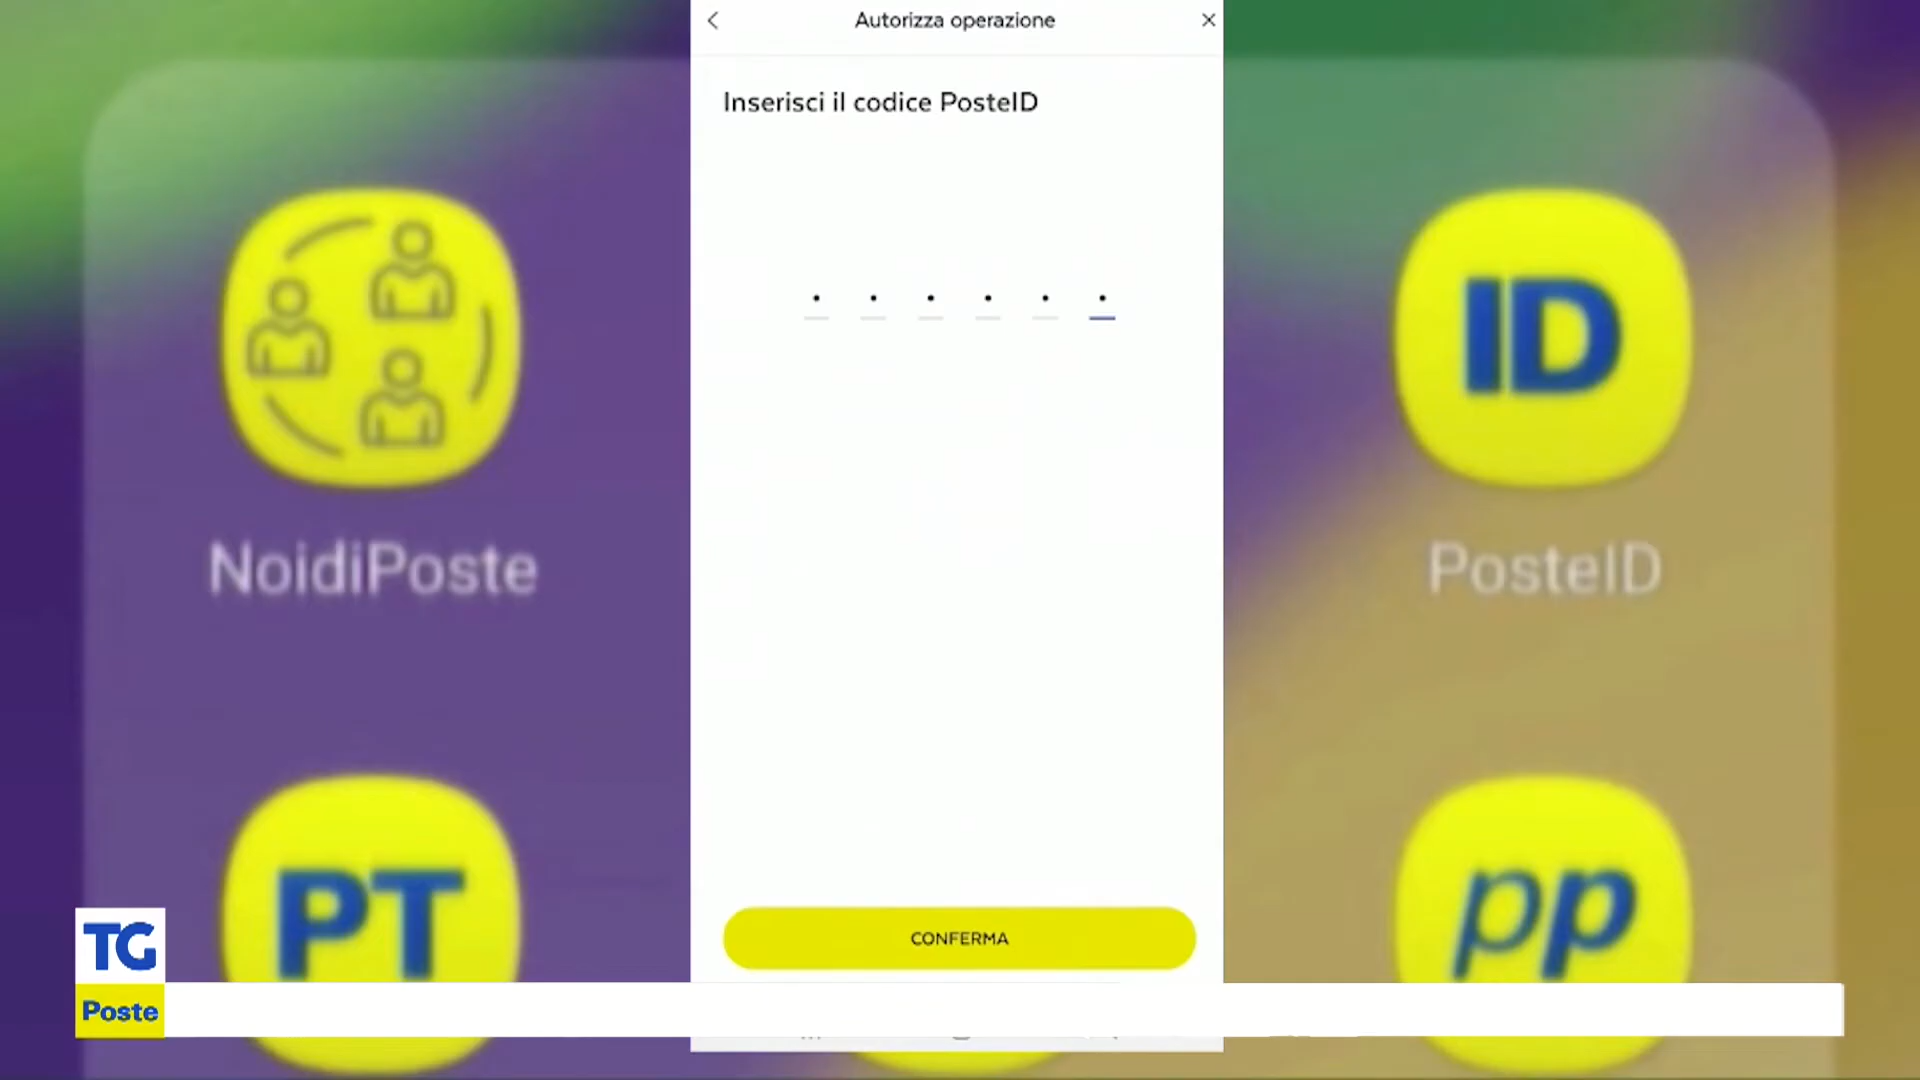 Autorizza operazione
Inserisci il codice PosteID
ID
NoidiPoste
PosteID
PT
pp
CONFERMA
TG
Poste